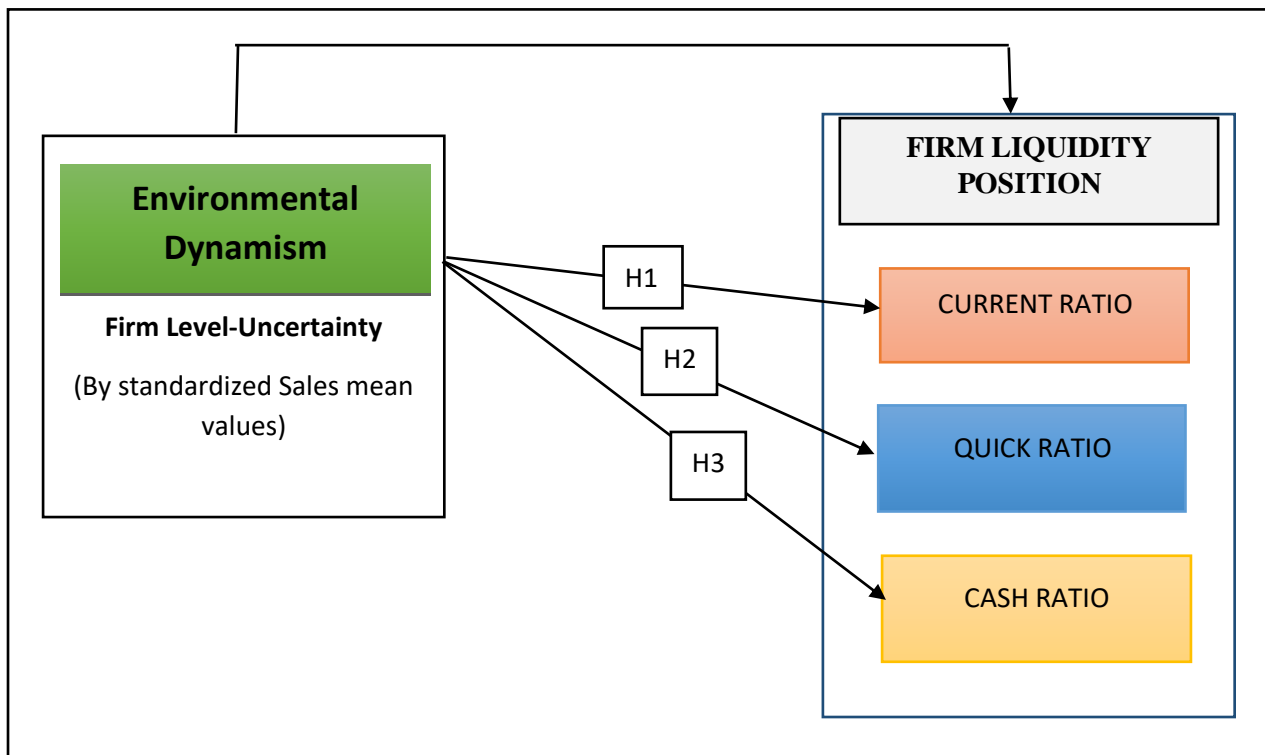 Environmental
Dynamism
Firm Level-Uncertainty
(By standardized Sales mean
values)
H1
H2
H3
FIRM LIQUIDITY
POSITION
CURRENT RATIO
QUICK RATIO
CASH RATIO